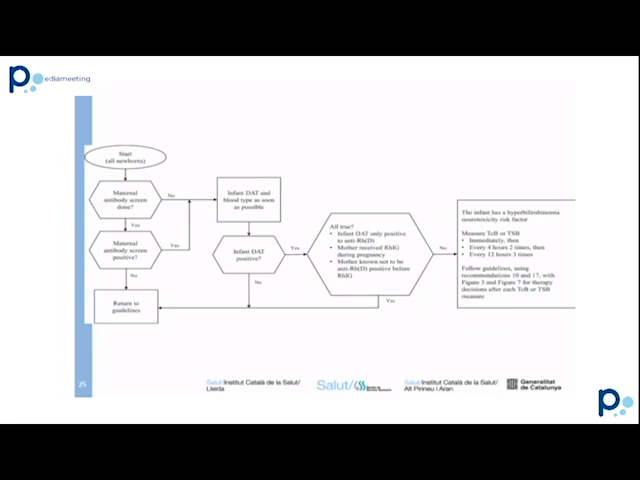 pediameeting
Start
(all newborns)
Maternal
antibody screen
done?
No
Yes
Maternal
antibody screen
positive?
Yes
No
Return to
guidelines
Infant DAT and
blood type as soon
as possible
Infant DAT
positive?
Yes
No
All true?
• Infant DAT only positive
to anti-Rh(D)
• Mother received RhIG
during pregnancy
• Mother known not to be
anti-Rh(D) positive before
RhIG
No
Yes
The infant has a hyperbilirubinemia
neurotoxicity risk factor
Measure TcB or TSB
• Immediately, then
• Every 4 hours 2 times, then
• Every 12 hours 3 times
Follow guidelines, using
recommendations 10 and 17, with
Figure 3 and Figure 7 for therapy
decisions after each TcB or TSB
measure
25
Salut/Institut Català de la Salut/
Lleida
Salut/
Salut/Institut Català de la Salut/
Alt Pirineu i Aran
Generalitat
de Catalunya
p